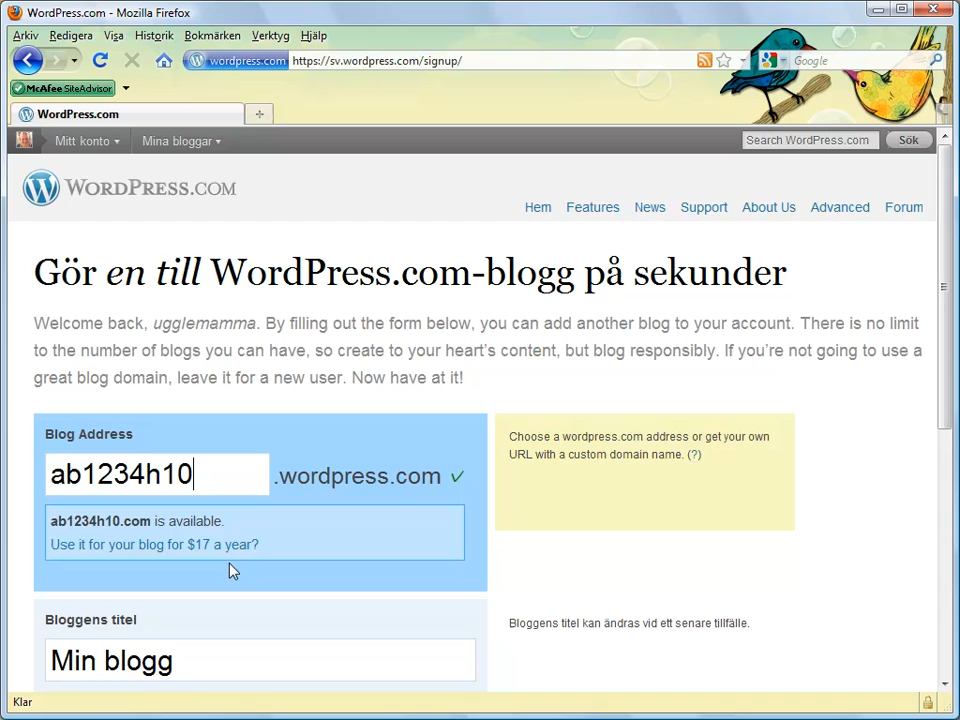 WordPress.com - Mozilla Firefox
Arkiv Redigera Visa Historik Bokmärken Verktyg Hjälp
wordpress.com https://sv.wordpress.com/signup/ Google
McAfee SiteAdvisor
WordPress.com
Mitt konto Mina bloggar Search WordPress.com Sök
WORDPRESS.COM
Hem Features News Support About Us Advanced Forum
Gör en till WordPress.com-blogg på sekunder
Welcome back, ugglemamma. By filling out the form below, you can add another blog to your account. There is no limit
to the number of blogs you can have, so create to your heart's content, but blog responsibly. If you're not going to use a
great blog domain, leave it for a new user. Now have at it!
Blog Address
ab1234h10 .wordpress.com ✓
ab1234h10.com is available.
Use it for your blog for $17 a year?
Choose a wordpress.com address or get your own
URL with a custom domain name. (?)
Bloggens titel
Min blogg
Bloggens titel kan ändras vid ett senare tillfälle.
Klar